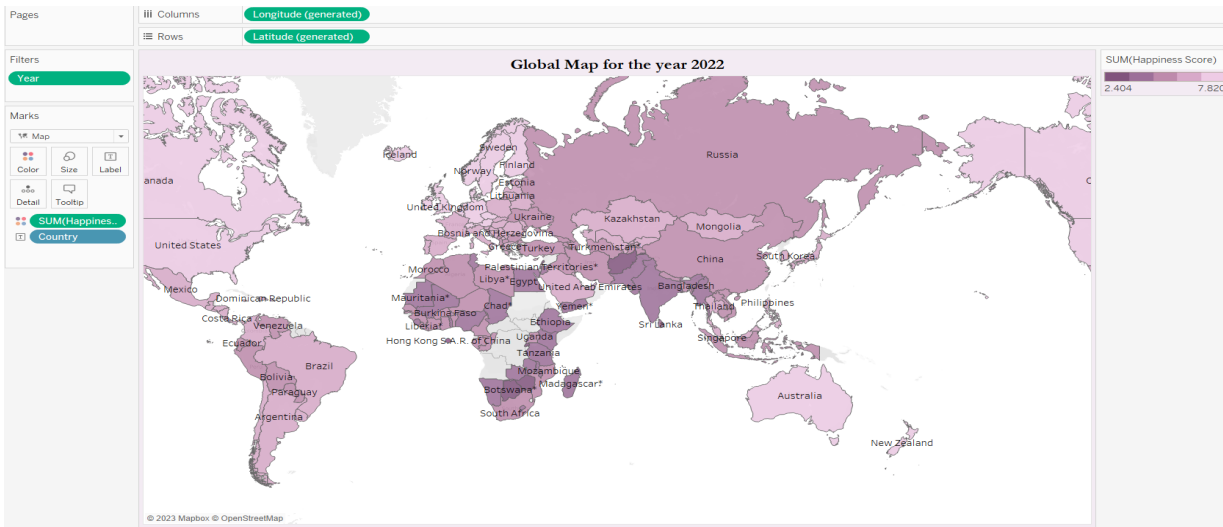 Pages
iii Columns
Longitude (generated)
Rows
Latitude (generated)
Filters
Year
Marks
Map
Color
Size
Label
Detail
Tooltip
SUM(Happines..
Country
Global Map for the year 2022
Iceland
Sweden
Finland
Norway
Estonia
Lithuania
United Kingdom
Russia
anada
Ukraine
Kazakhstan
Mongolia
United States
Bosnia and Herzegovina
Greece
Turkey
Turkmenistan*
China
South Korea
Morocco
Palestinian Territories*
Libya*
Egypt
United Arab Emirates
Bangladesh
Mexico
Dominican Republic
Mauritania*
Chad*
Yemen*
Thailand
Philippines
Costa Rica
Venezuela
Burkina Faso
Liberia*
Ethiopia
Sri Lanka
Ecuador
Hong Kong S.A.R. of China
Uganda
Singapore
Brazil
Tanzania
Bolivia
Mozambique
Paraguay
Botswana*
Madagascar*
Australia
Argentina
South Africa
New Zealand
C
© 2023 Mapbox © OpenStreetMap
SUM(Happiness Score)
2.404
7.820